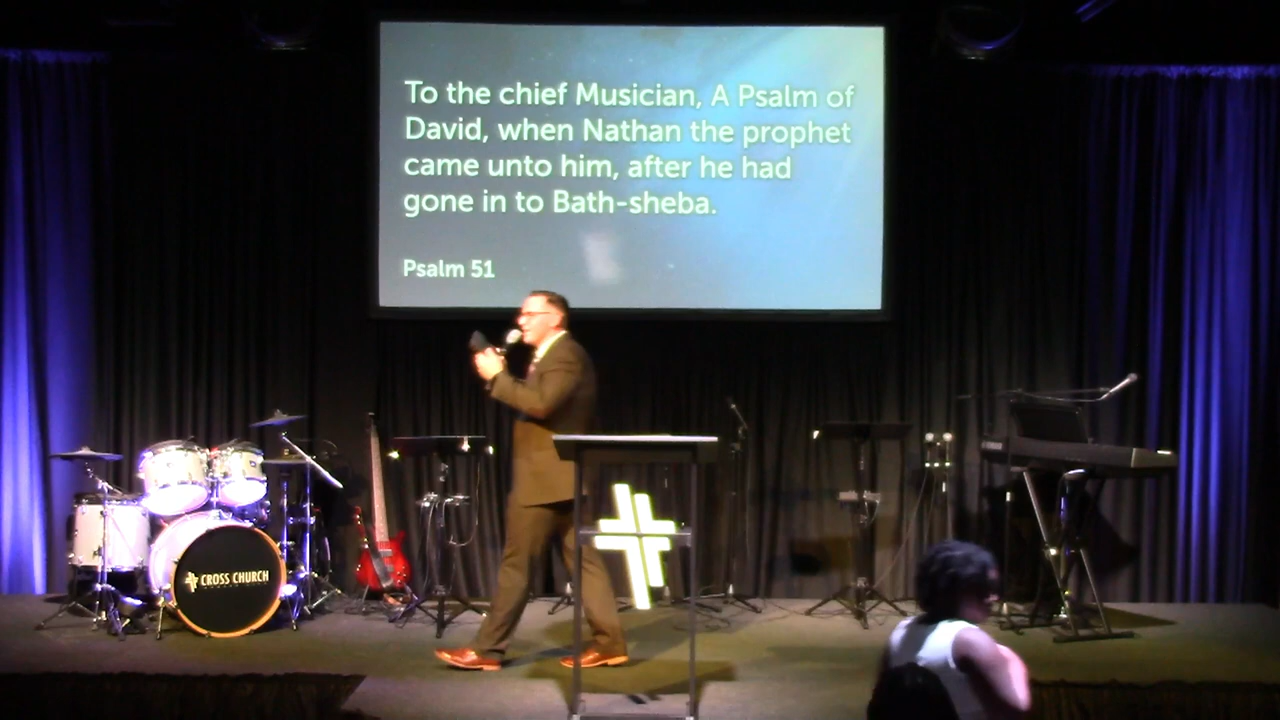 To the chief Musician, A Psalm of
David, when Nathan the prophet
came unto him, after he had
gone in to Bath-sheba.
Psalm 51
CROSS CHURCH